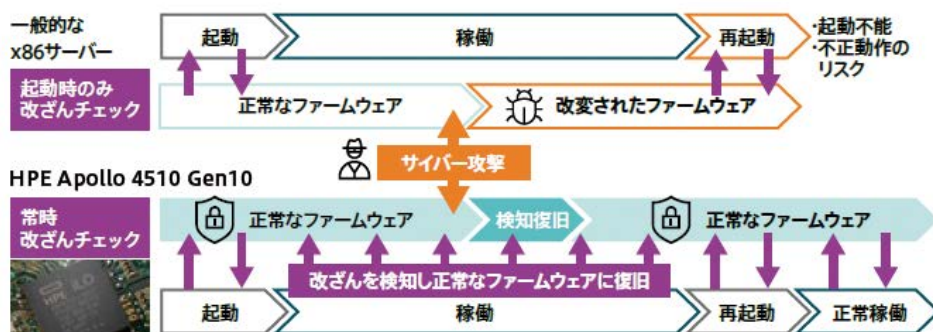 一般的な
x86サーバー
起動
稼働
再起動
・起動不能
・不正動作の
リスク
起動時のみ
改ざんチェック
正常なファームウェア
改変されたファームウェア
サイバー攻撃
HPE Apollo 4510 Gen10
常時
改ざんチェック
正常なファームウェア
検知復旧
正常なファームウェア
改ざんを検知し正常なファームウェアに復旧
HPE iLO
起動
稼働
再起動
正常稼働